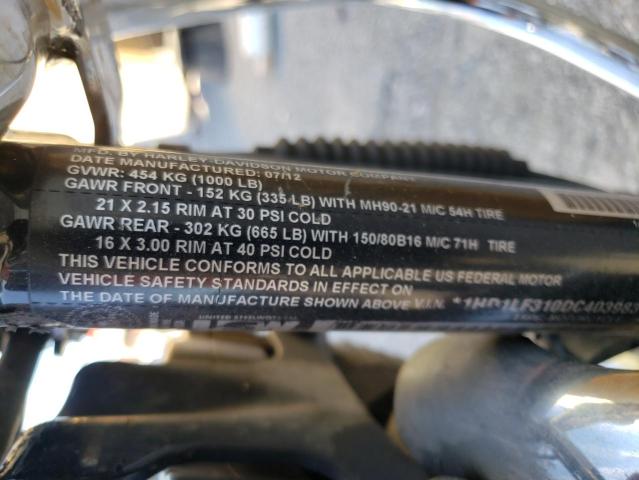 MFD. BY HARLEY-DAVIDSON MOTOR COMPANY
DATE MANUFACTURED: 07/12
GVWR: 454 KG (1000 LB)
GAWR FRONT - 152 KG (335 LB) WITH MH90-21 M/C 54H TIRE
21 X 2.15 RIM AT 30 PSI COLD
GAWR REAR - 302 KG (665 LB) WITH 150/80B16 M/C 71H TIRE
16 X 3.00 RIM AT 40 PSI COLD
THIS VEHICLE CONFORMS TO ALL APPLICABLE US FEDERAL MOTOR
VEHICLE SAFETY STANDARDS IN EFFECT ON
THE DATE OF MANUFACTURE SHOWN ABOVE V.I.N. *1HD1LF310DC40398
UNITED STEELWORKERS